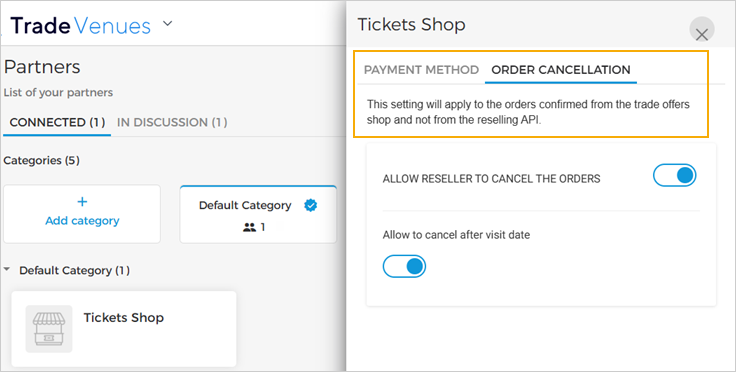 Trade Venues
Partners
List of your partners
CONNECTED (1)
IN DISCUSSION (1)
Categories (5)
+
Add category
Default Category
1
Default Category (1)
Tickets Shop
Tickets Shop
PAYMENT METHOD
ORDER CANCELLATION
This setting will apply to the orders confirmed from the trade offers
shop and not from the reselling API.
ALLOW RESELLER TO CANCEL THE ORDERS
Allow to cancel after visit date